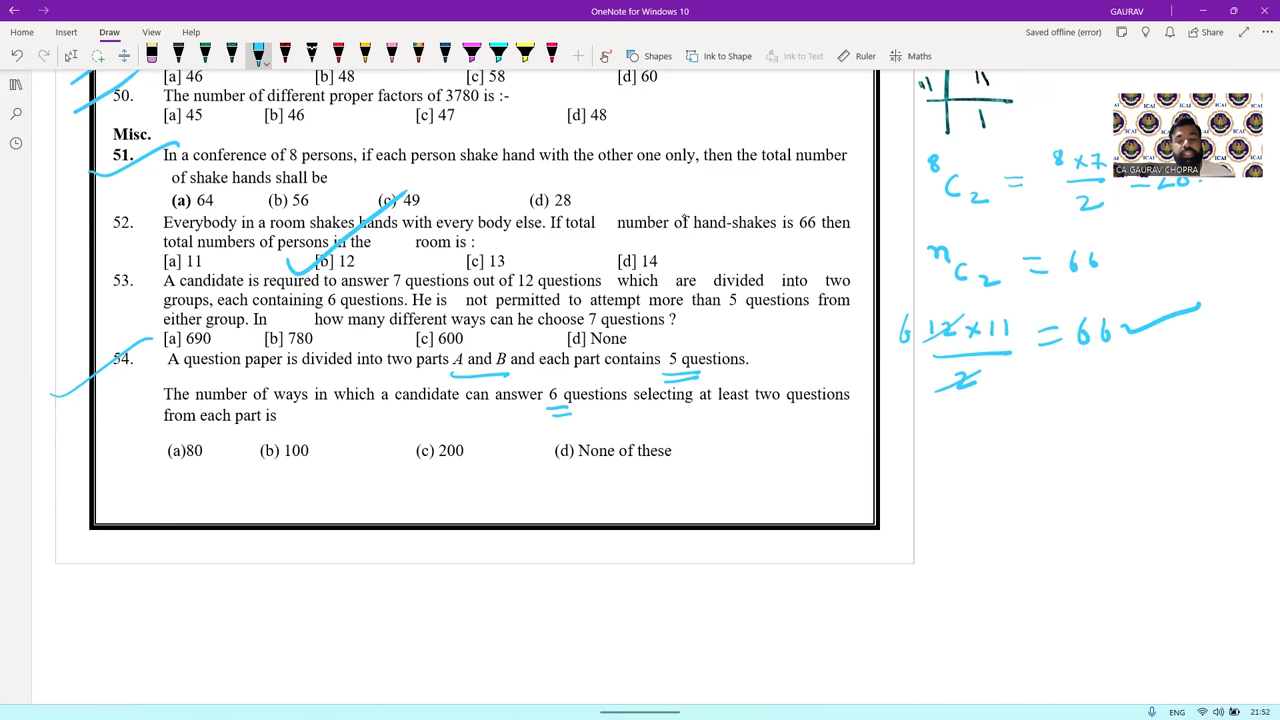 OneNote for Windows 10
GAURAV
Home Insert Draw View Help
Saved offline (error)
Share
Shapes
Ink to Shape
Ink to Text
Ruler
Maths
[a] 46 [b] 48 [c] 58 [d] 60
50. The number of different proper factors of 3780 is :-
[a] 45 [b] 46 [c] 47 [d] 48
Misc.
51. In a conference of 8 persons, if each person shake hand with the other one only, then the total number
of shake hands shall be
(a) 64 (b) 56 (c) 49 (d) 28
52. Everybody in a room shakes hands with every body else. If total number of hand-shakes is 66 then
total numbers of persons in the room is :
[a] 11 [b] 12 [c] 13 [d] 14
53. A candidate is required to answer 7 questions out of 12 questions which are divided into two
groups, each containing 6 questions. He is not permitted to attempt more than 5 questions from
either group. In how many different ways can he choose 7 questions ?
[a] 690 [b] 780 [c] 600 [d] None
54. A question paper is divided into two parts A and B and each part contains 5 questions.
The number of ways in which a candidate can answer 6 questions selecting at least two questions
from each part is
(a)80 (b) 100 (c) 200 (d) None of these
11 11
1
8C2 = 8x7
2
nC2 = 66
6 12x11 = 66
2
ICAI
CA. GAURAV CHOPRA
ENG
21:52